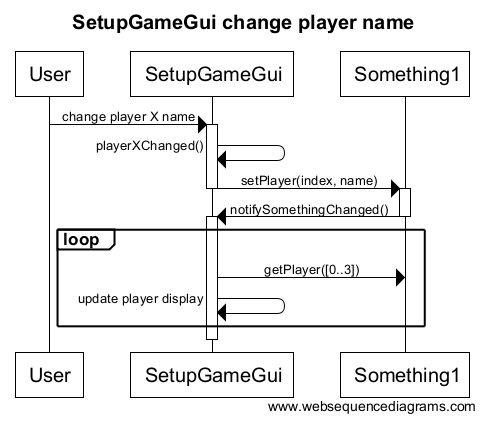 SetupGameGui change player name
User
SetupGameGui
Something1
change player X name
playerXChanged()
setPlayer(index, name)
notifySomethingChanged()
loop
getPlayer([0..3])
update player display
User
SetupGameGui
Something1
www.websequencediagrams.com